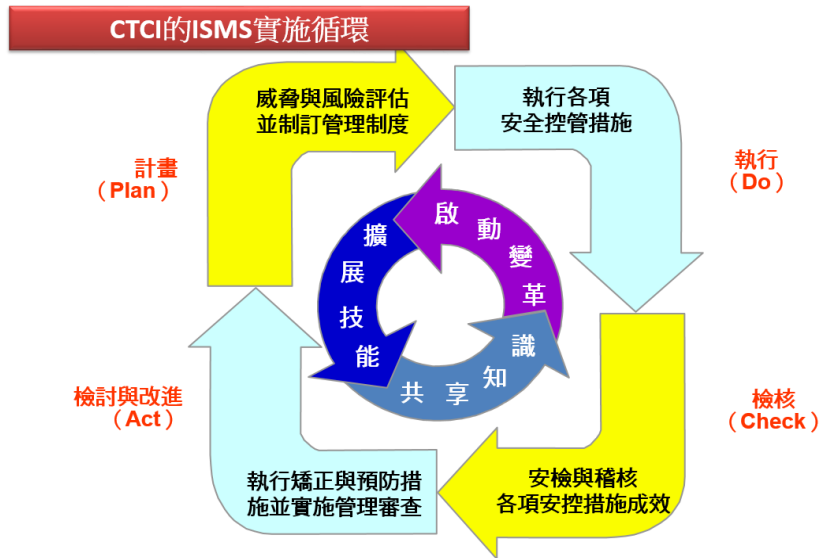 CTCI的ISMS實施循環
威脅與風險評估
並制訂管理制度
執行各項
安全控管措施
計畫
（Plan）
執行
（Do）
啟動變革
擴展技能
共享知識
檢討與改進
（Act）
檢核
（Check）
執行矯正與預防措
施並實施管理審查
安檢與稽核
各項安控措施成效